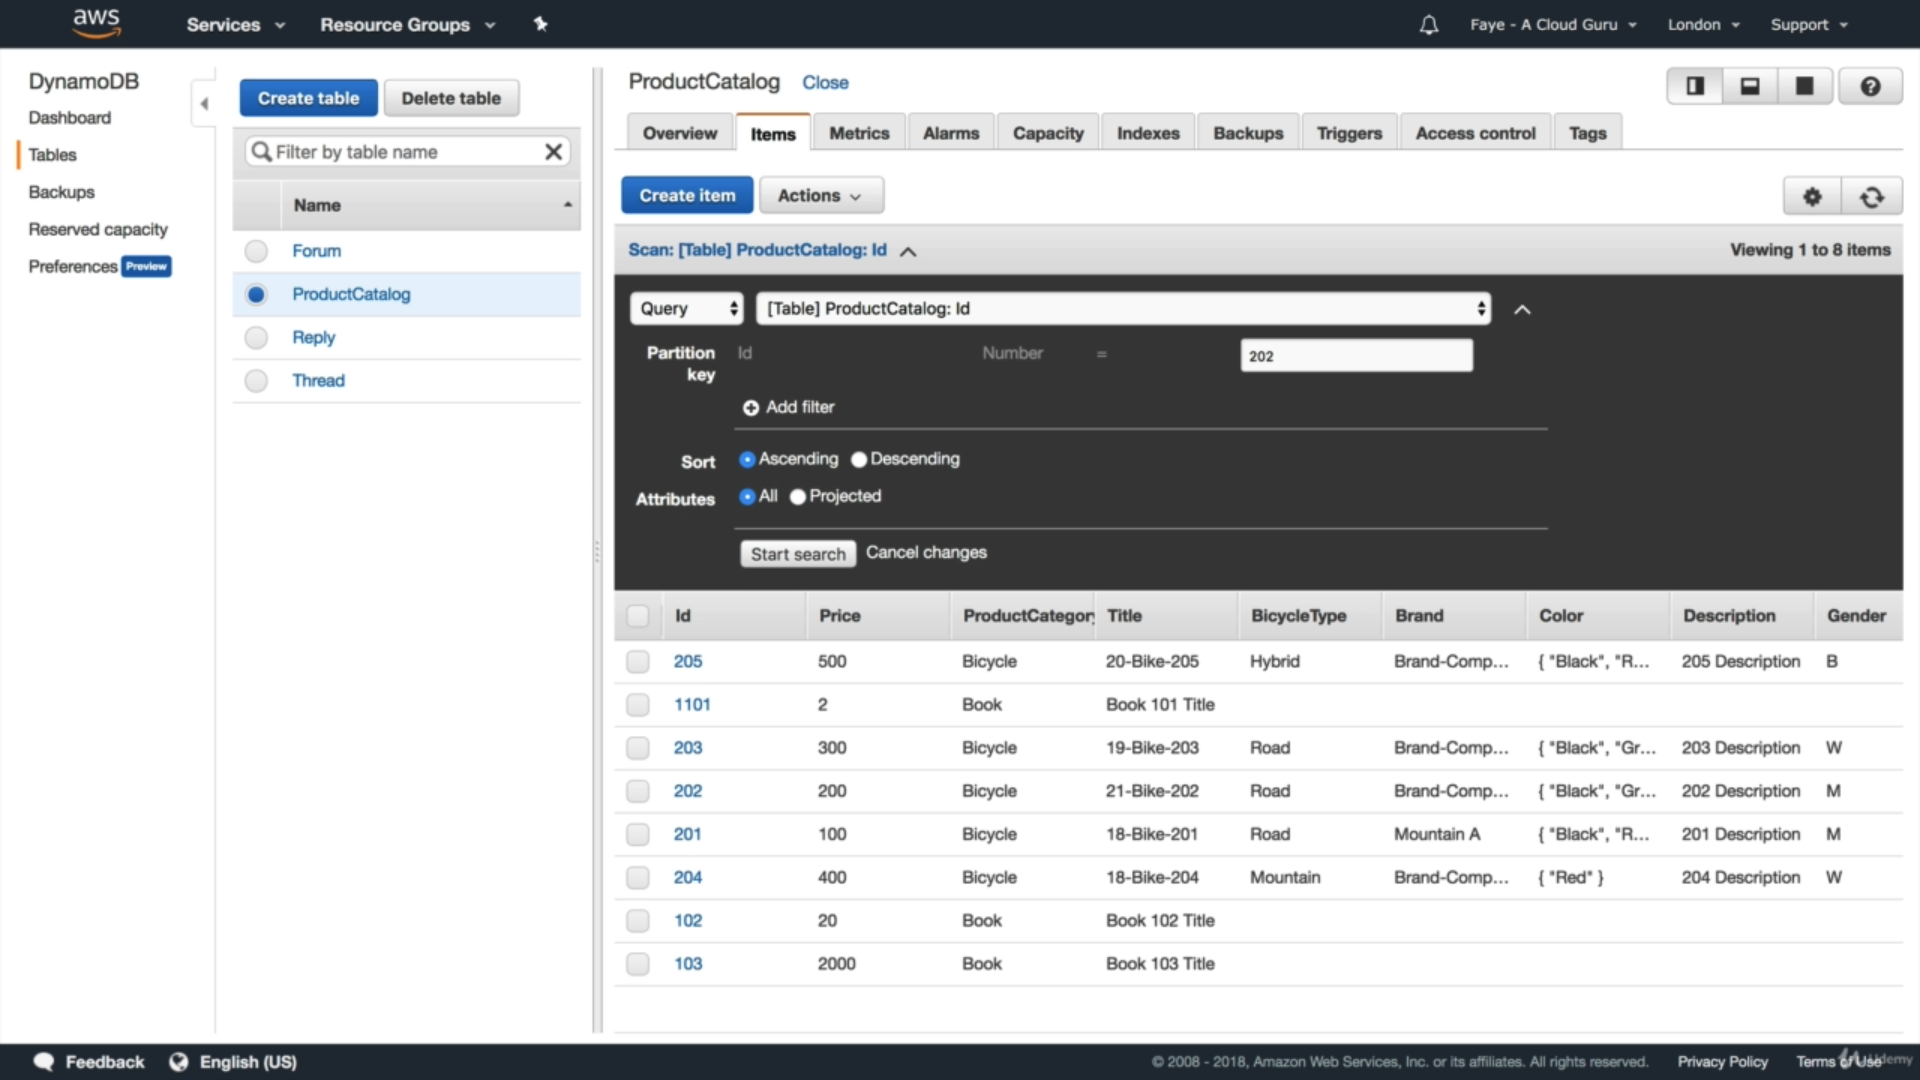 aws Services Resource Groups Faye - A Cloud Guru London Support
DynamoDB
Dashboard
Tables
Backups
Reserved capacity
Preferences Preview
Create table Delete table
Filter by table name
Name
Forum
ProductCatalog
Reply
Thread
ProductCatalog Close
Overview Items Metrics Alarms Capacity Indexes Backups Triggers Access control Tags
Create item Actions
Scan: [Table] ProductCatalog: Id Viewing 1 to 8 items
Query [Table] ProductCatalog: Id
Partition key Id Number = 202
Add filter
Sort Ascending Descending
Attributes All Projected
Start search Cancel changes
Id Price ProductCategory Title BicycleType Brand Color Description Gender
205 500 Bicycle 20-Bike-205 Hybrid Brand-Comp... { "Black", "R... 205 Description B
1101 2 Book Book 101 Title
203 300 Bicycle 19-Bike-203 Road Brand-Comp... { "Black", "Gr... 203 Description W
202 200 Bicycle 21-Bike-202 Road Brand-Comp... { "Black", "Gr... 202 Description M
201 100 Bicycle 18-Bike-201 Road Mountain A { "Black", "R... 201 Description M
204 400 Bicycle 18-Bike-204 Mountain Brand-Comp... { "Red" } 204 Description W
102 20 Book Book 102 Title
103 2000 Book Book 103 Title
Feedback English (US) © 2008 - 2018, Amazon Web Services, Inc. or its affiliates. All rights reserved. Privacy Policy Terms of Use
Udemy